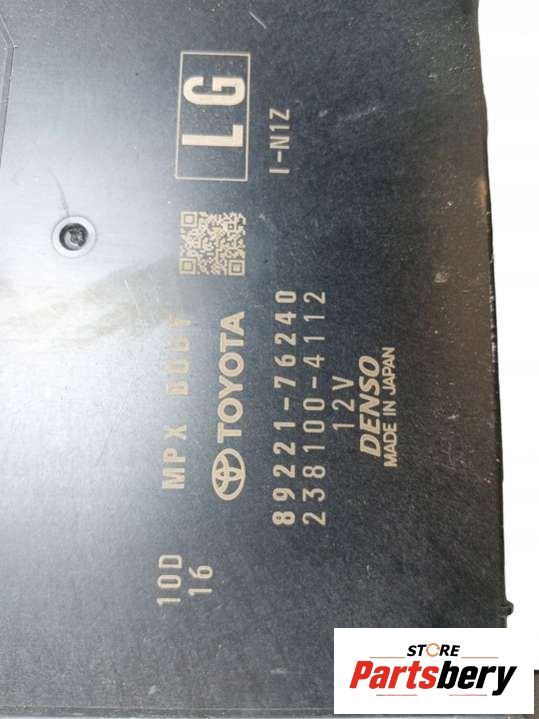 LG
I-N1Z
10D MPX BODY
16
TOYOTA
89221-76240
238100-4112
12V
DENSO
MADE IN JAPAN
STORE
Partsbery